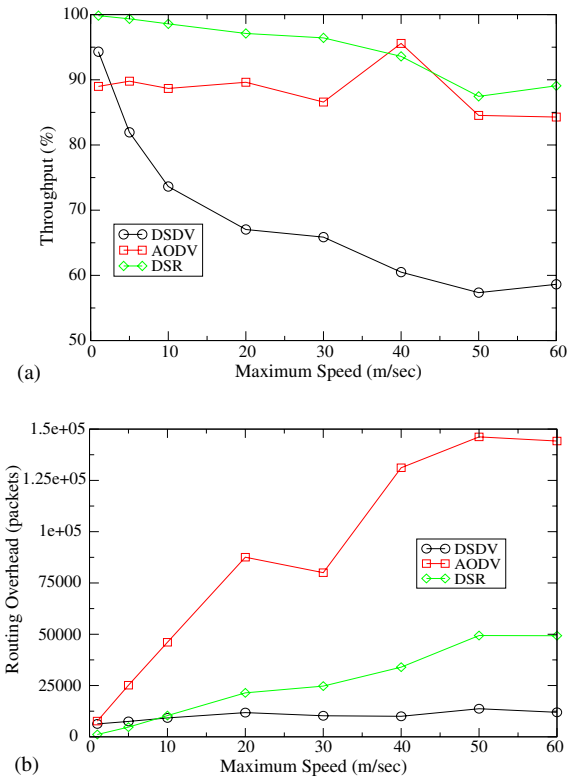 100
90
80
70
60
50
Throughput (%)
DSDV
AODV
DSR
0 10 20 30 40 50 60
Maximum Speed (m/sec)
(a)
1.5e+05
1.25e+05
1e+05
75000
50000
25000
0
Routing Overhead (packets)
DSDV
AODV
DSR
0 10 20 30 40 50 60
Maximum Speed (m/sec)
(b)